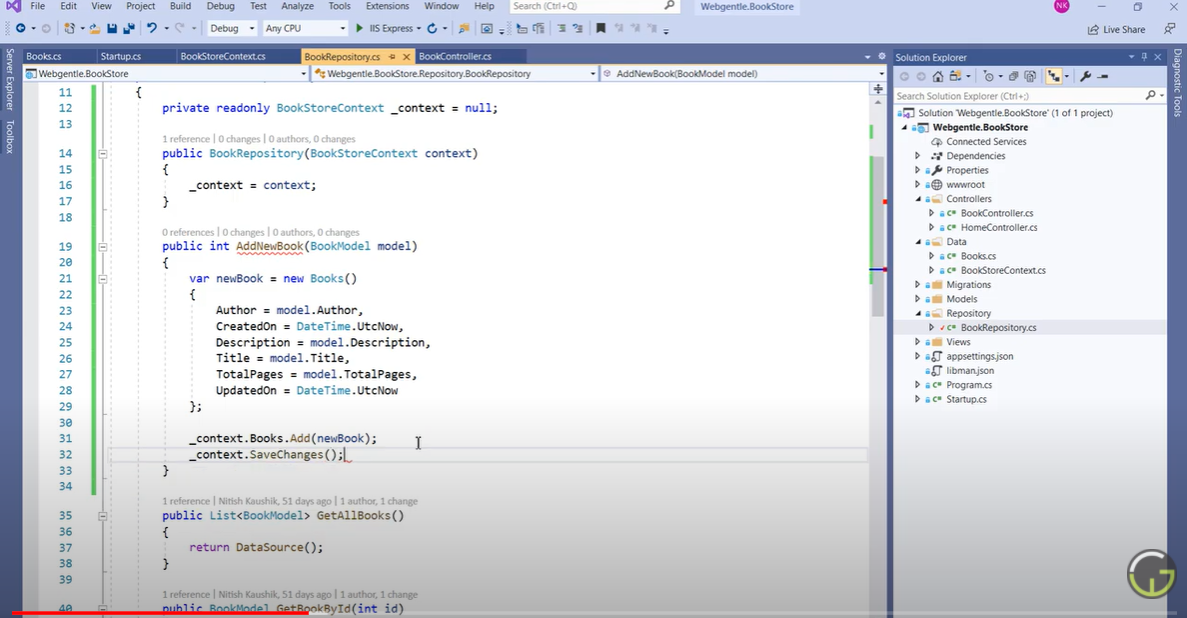 File Edit View Project Build Debug Test Analyze Tools Extensions Window Help Search (Ctrl+Q) Webgentle.BookStore NK
Debug Any CPU IIS Express Live Share
Books.cs Startup.cs BookStoreContext.cs BookRepository.cs BookController.cs
Webgentle.BookStore Webgentle.BookStore.Repository.BookRepository AddNewBook(BookModel model)
Server Explorer
Toolbox
11 {
12 private readonly BookStoreContext _context = null;
13
1 reference | 0 changes | 0 authors, 0 changes
14 public BookRepository(BookStoreContext context)
15 {
16 _context = context;
17 }
18
0 references | 0 changes | 0 authors, 0 changes
19 public int AddNewBook(BookModel model)
20 {
21 var newBook = new Books()
22 {
23 Author = model.Author,
24 CreatedOn = DateTime.UtcNow,
25 Description = model.Description,
26 Title = model.Title,
27 TotalPages = model.TotalPages,
28 UpdatedOn = DateTime.UtcNow
29 };
30
31 _context.Books.Add(newBook);
32 _context.SaveChanges();
33 }
34
1 reference | Nitish Kaushik, 51 days ago | 1 author, 1 change
35 public List<BookModel> GetAllBooks()
36 {
37 return DataSource();
38 }
39
1 reference | Nitish Kaushik, 51 days ago | 1 author, 1 change
40 public BookModel GetBookById(int id)
Solution Explorer
Search Solution Explorer (Ctrl+;)
Solution 'Webgentle.BookStore' (1 of 1 project)
Webgentle.BookStore
Connected Services
Dependencies
Properties
wwwroot
Controllers
BookController.cs
HomeController.cs
Data
Books.cs
BookStoreContext.cs
Migrations
Models
Repository
BookRepository.cs
Views
appsettings.json
libman.json
Program.cs
Startup.cs
Diagnostic Tools